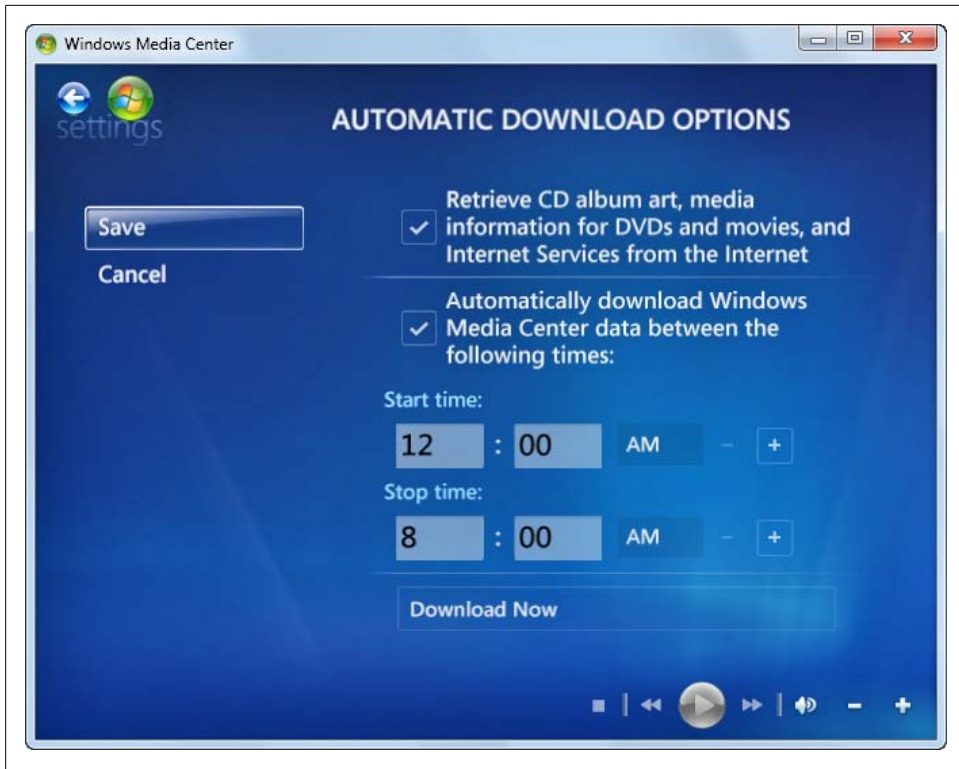 Windows Media Center
settings
AUTOMATIC DOWNLOAD OPTIONS
Save
Cancel
Retrieve CD album art, media
information for DVDs and movies, and
Internet Services from the Internet
Automatically download Windows
Media Center data between the
following times:
Start time:
12 : 00 AM − +
Stop time:
8 : 00 AM − +
Download Now